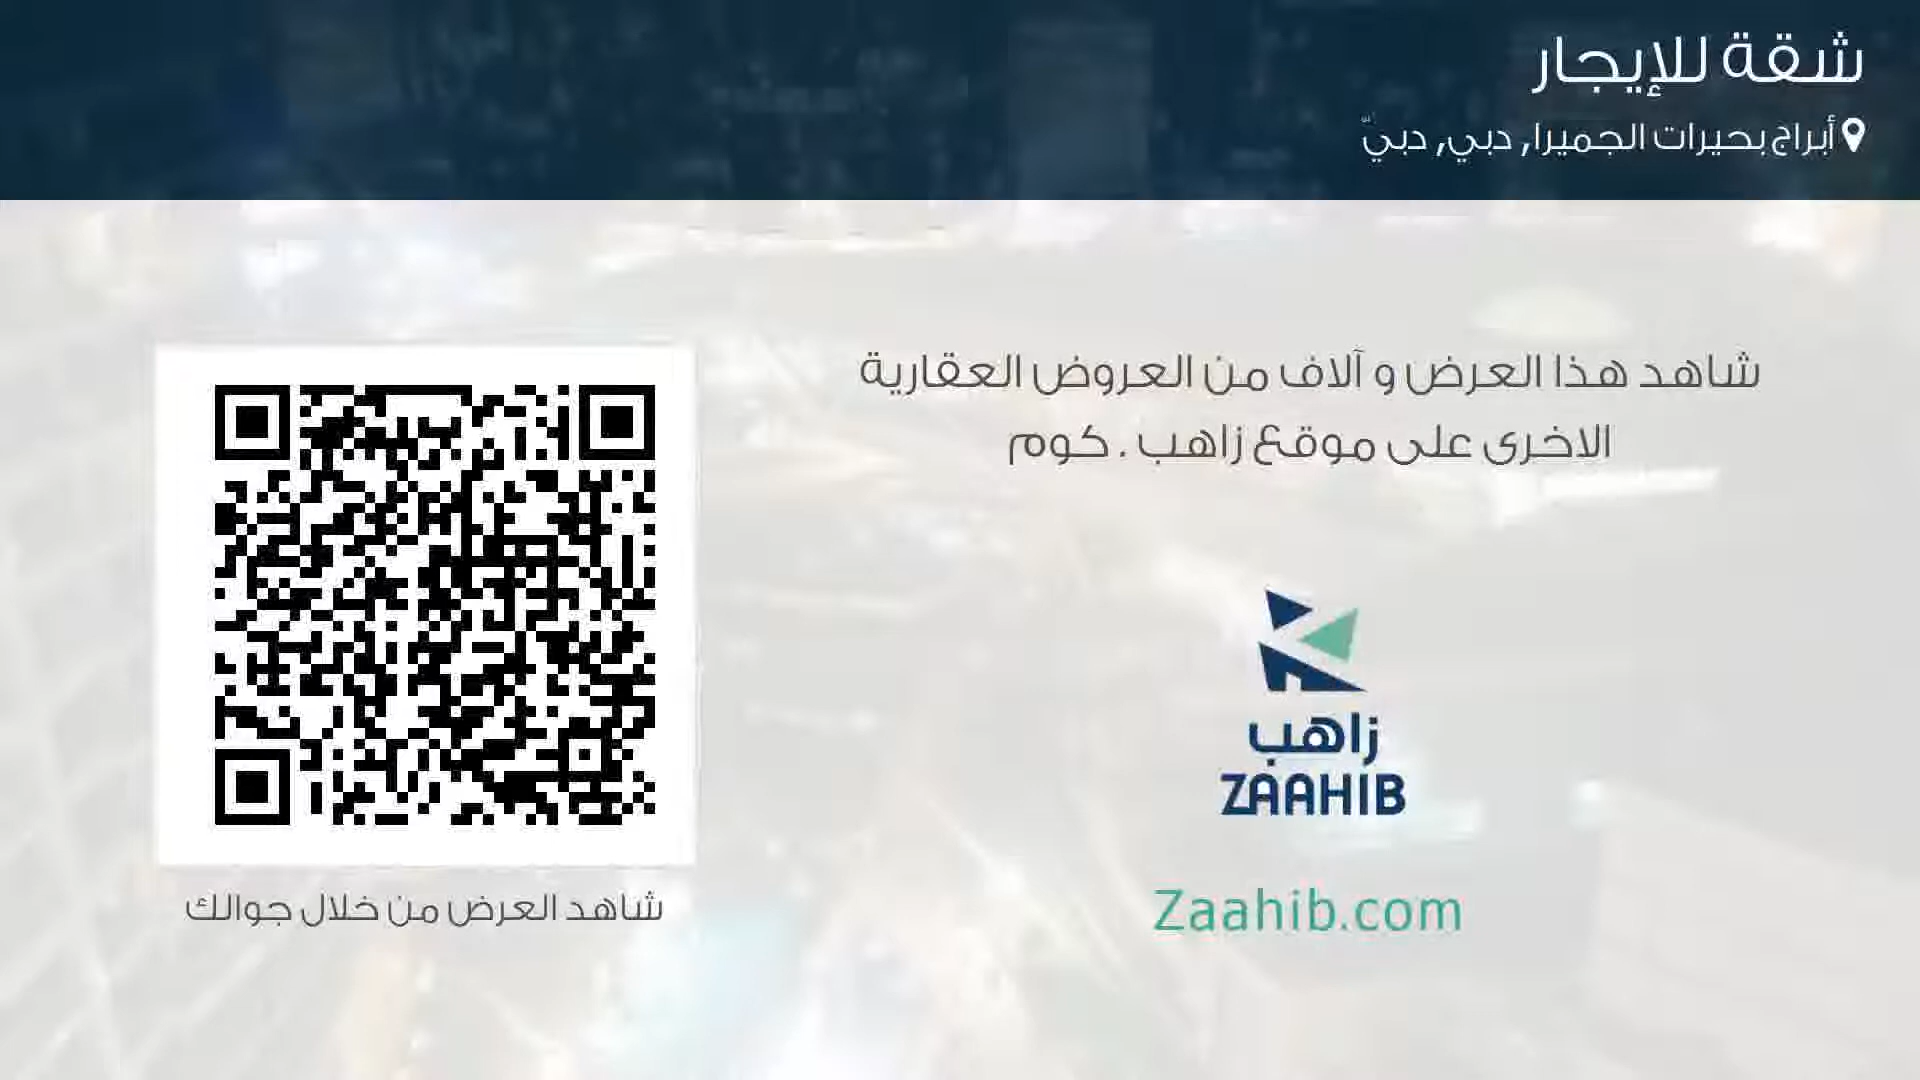 شقة للإيجار
أبراج بحيرات الجميرا, دبي, دبيّ
شاهد هذا العرض و آلاف من العروض العقارية
الاخرى على موقع زاهب . كوم
زاهب
ZAAHIB
Zaahib.com
شاهد العرض من خلال جوالك